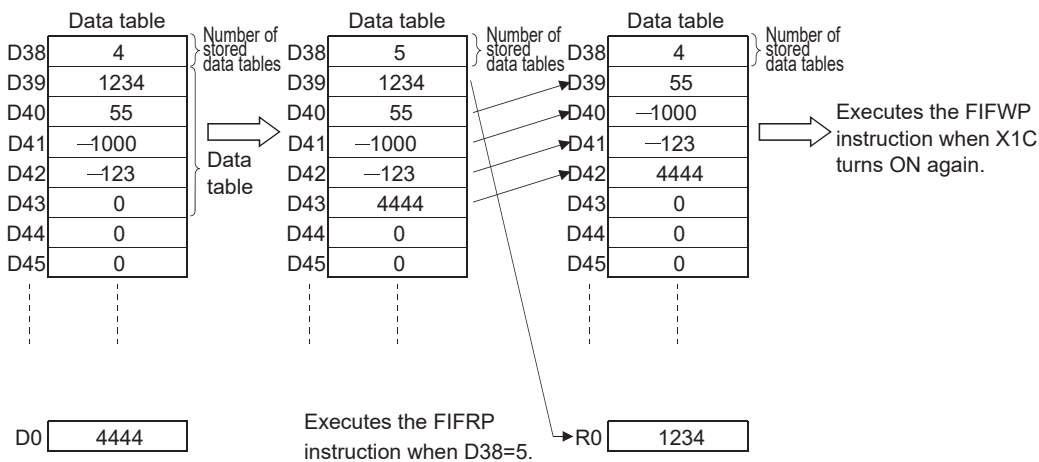 Data table Data table Data table
Number of stored data tables Number of stored data tables Number of stored data tables
D38 4 D38 5 D38 4
D39 1234 D39 1234 D39 55
D40 55 D40 55 D40 —1000
D41 —1000 D41 —1000 D41 —123
D42 —123 D42 —123 D42 4444
D43 0 D43 4444 D43 0
D44 0 D44 0 D44 0
D45 0 D45 0 D45 0
Data
table
Executes the FIFWP
instruction when X1C
turns ON again.
D0 4444
Executes the FIFRP
instruction when D38=5.
R0 1234